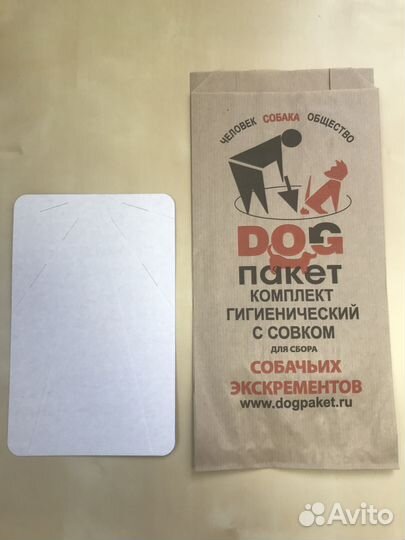 ЧЕЛОВЕК СОБАКА ОБЩЕСТВО
DOG
пакет
КОМПЛЕКТ
ГИГИЕНИЧЕСКИЙ
С СОВКОМ
ДЛЯ СБОРА
СОБАЧЬИХ
ЭКСКРЕМЕНТОВ
www.dogpaket.ru
Avito